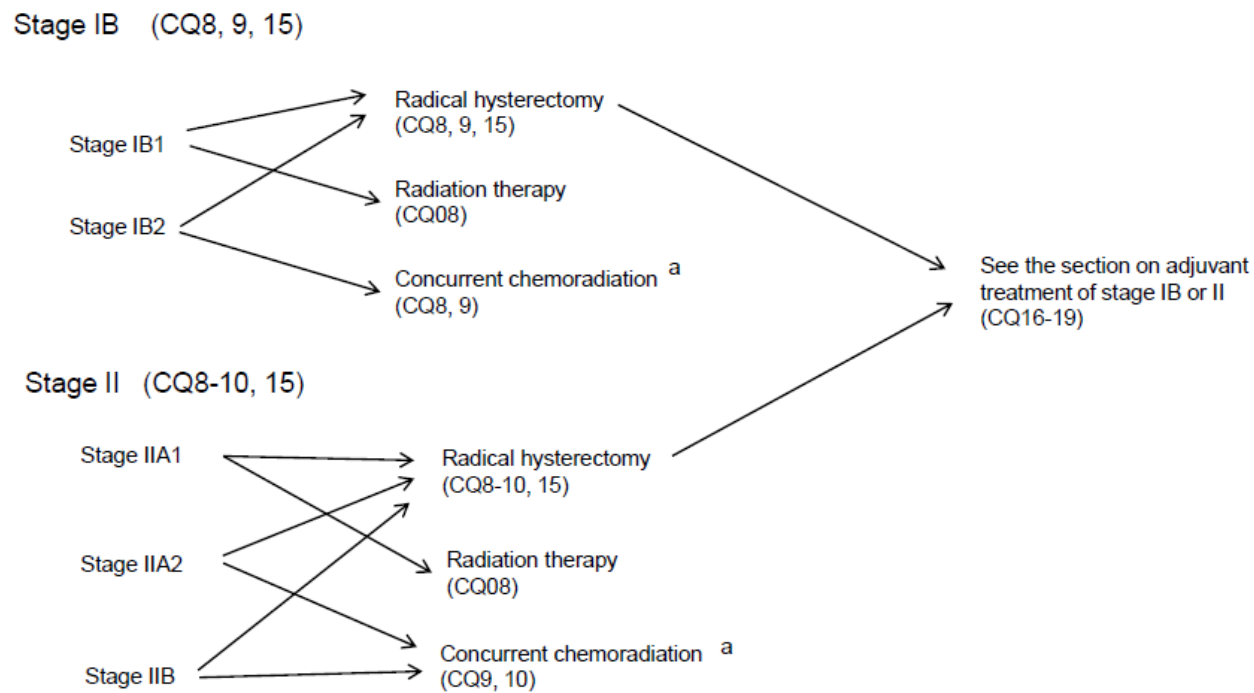 Stage IB (CQ8, 9, 15)
Stage IB1
Stage IB2
Radical hysterectomy
(CQ8, 9, 15)
Radiation therapy
(CQ08)
Concurrent chemoradiation a
(CQ8, 9)
See the section on adjuvant
treatment of stage IB or II
(CQ16-19)
Stage II (CQ8-10, 15)
Stage IIA1
Stage IIA2
Stage IIB
Radical hysterectomy
(CQ8-10, 15)
Radiation therapy
(CQ08)
Concurrent chemoradiation a
(CQ9, 10)